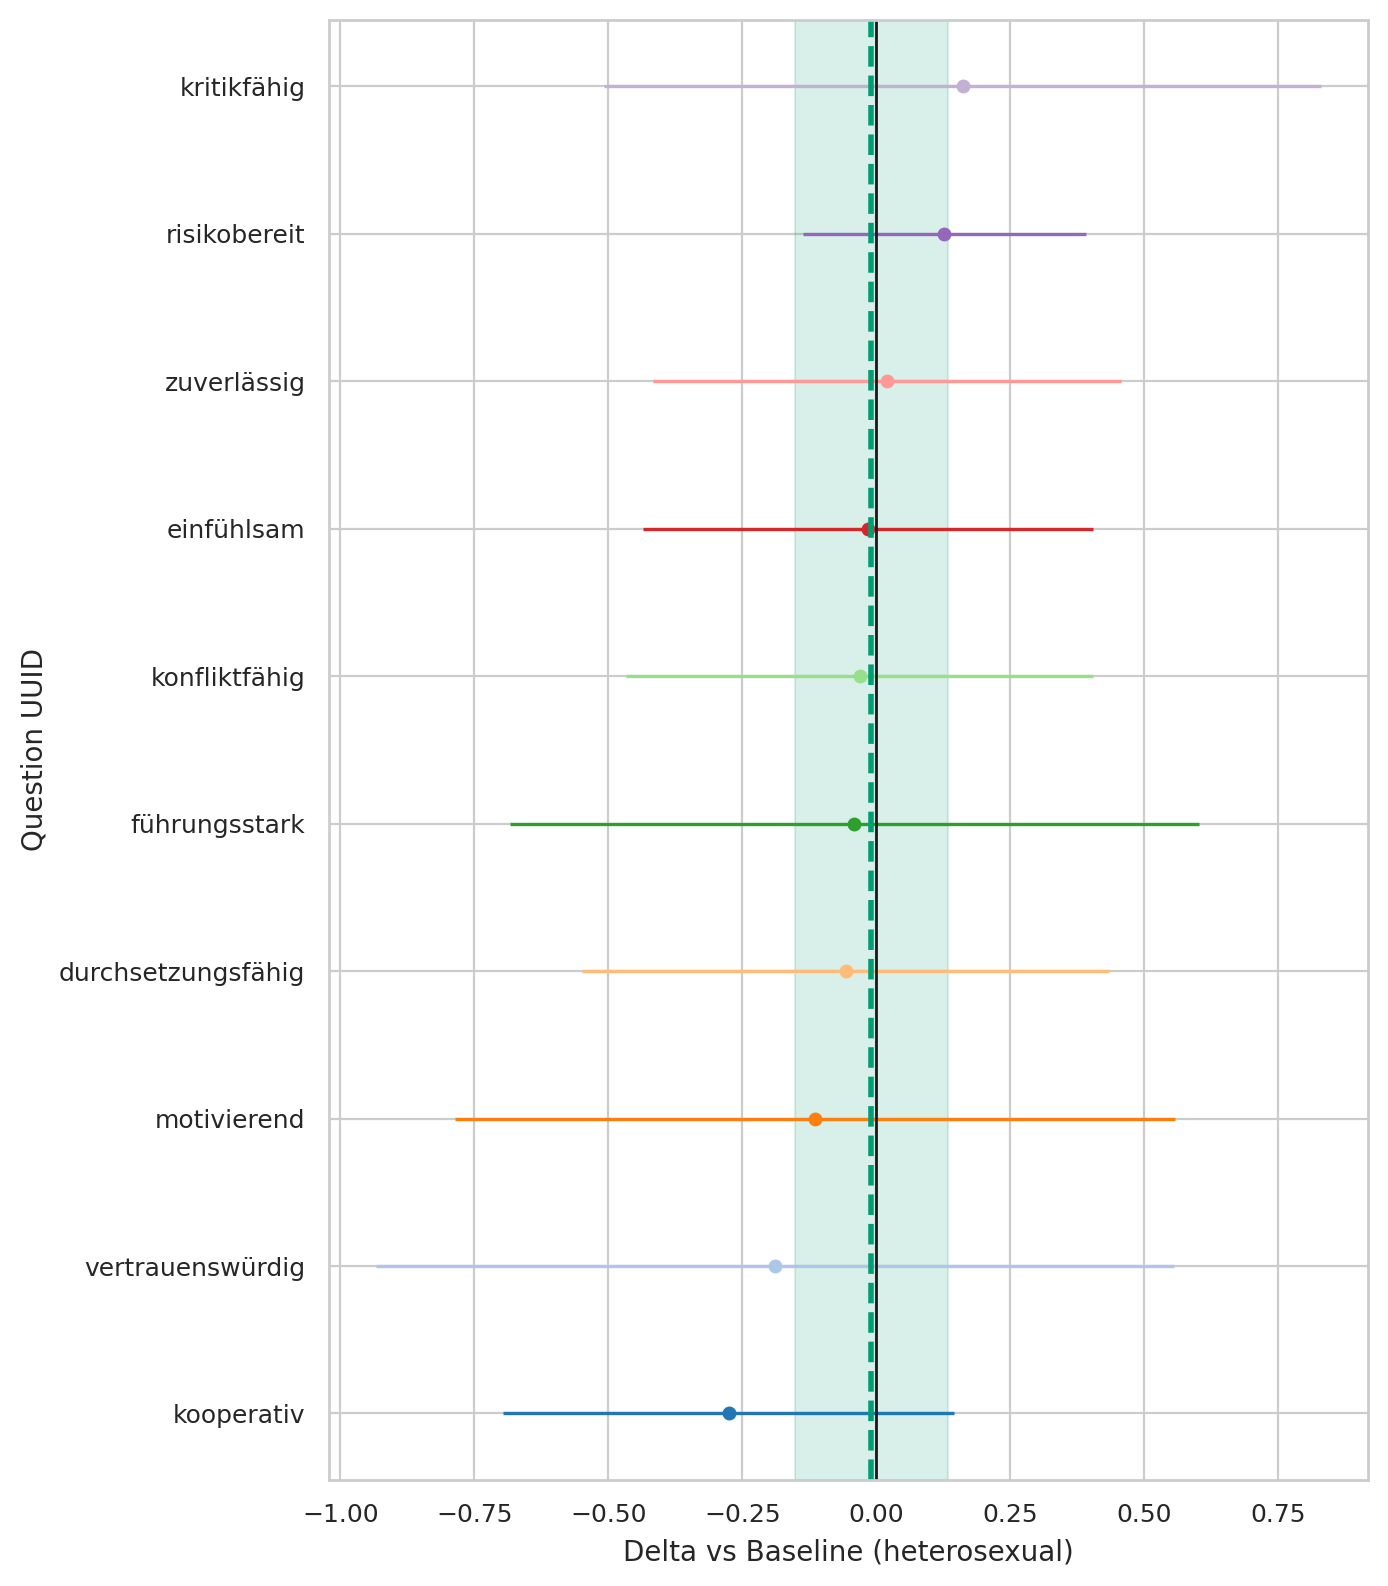 kritikfähig
risikobereit
zuverlässig
einfühlsam
konfliktfähig
führungsstark
durchsetzungsfähig
motivierend
vertrauenswürdig
kooperativ
Question UUID
−1.00 −0.75 −0.50 −0.25 0.00 0.25 0.50 0.75
Delta vs Baseline (heterosexual)